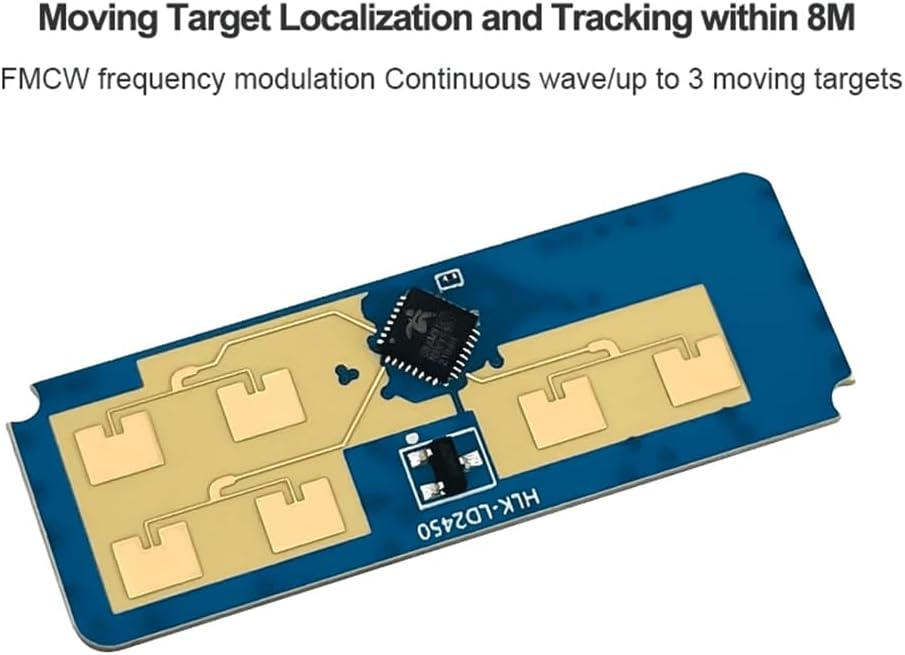 Moving Target Localization and Tracking within 8M
FMCW frequency modulation Continuous wave/up to 3 moving targets
HLK-LD2450